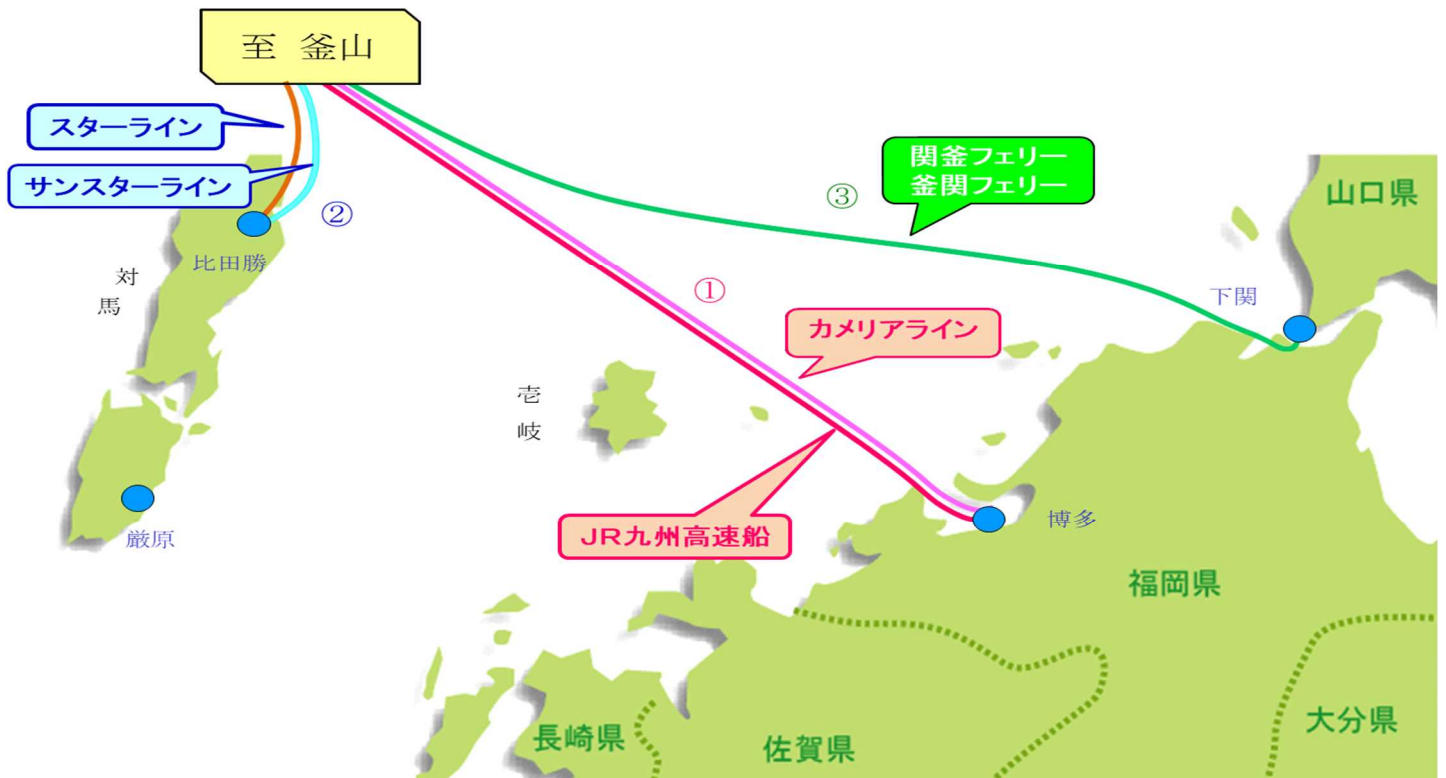 至 釜山
スターライン
サンスターライン
②
比田勝
対
馬
厳原
壱
岐
①
カメリアライン
JR九州高速船
③
関釜フェリー
釜関フェリー
山口県
下関
博多
福岡県
大分県
佐賀県
長崎県